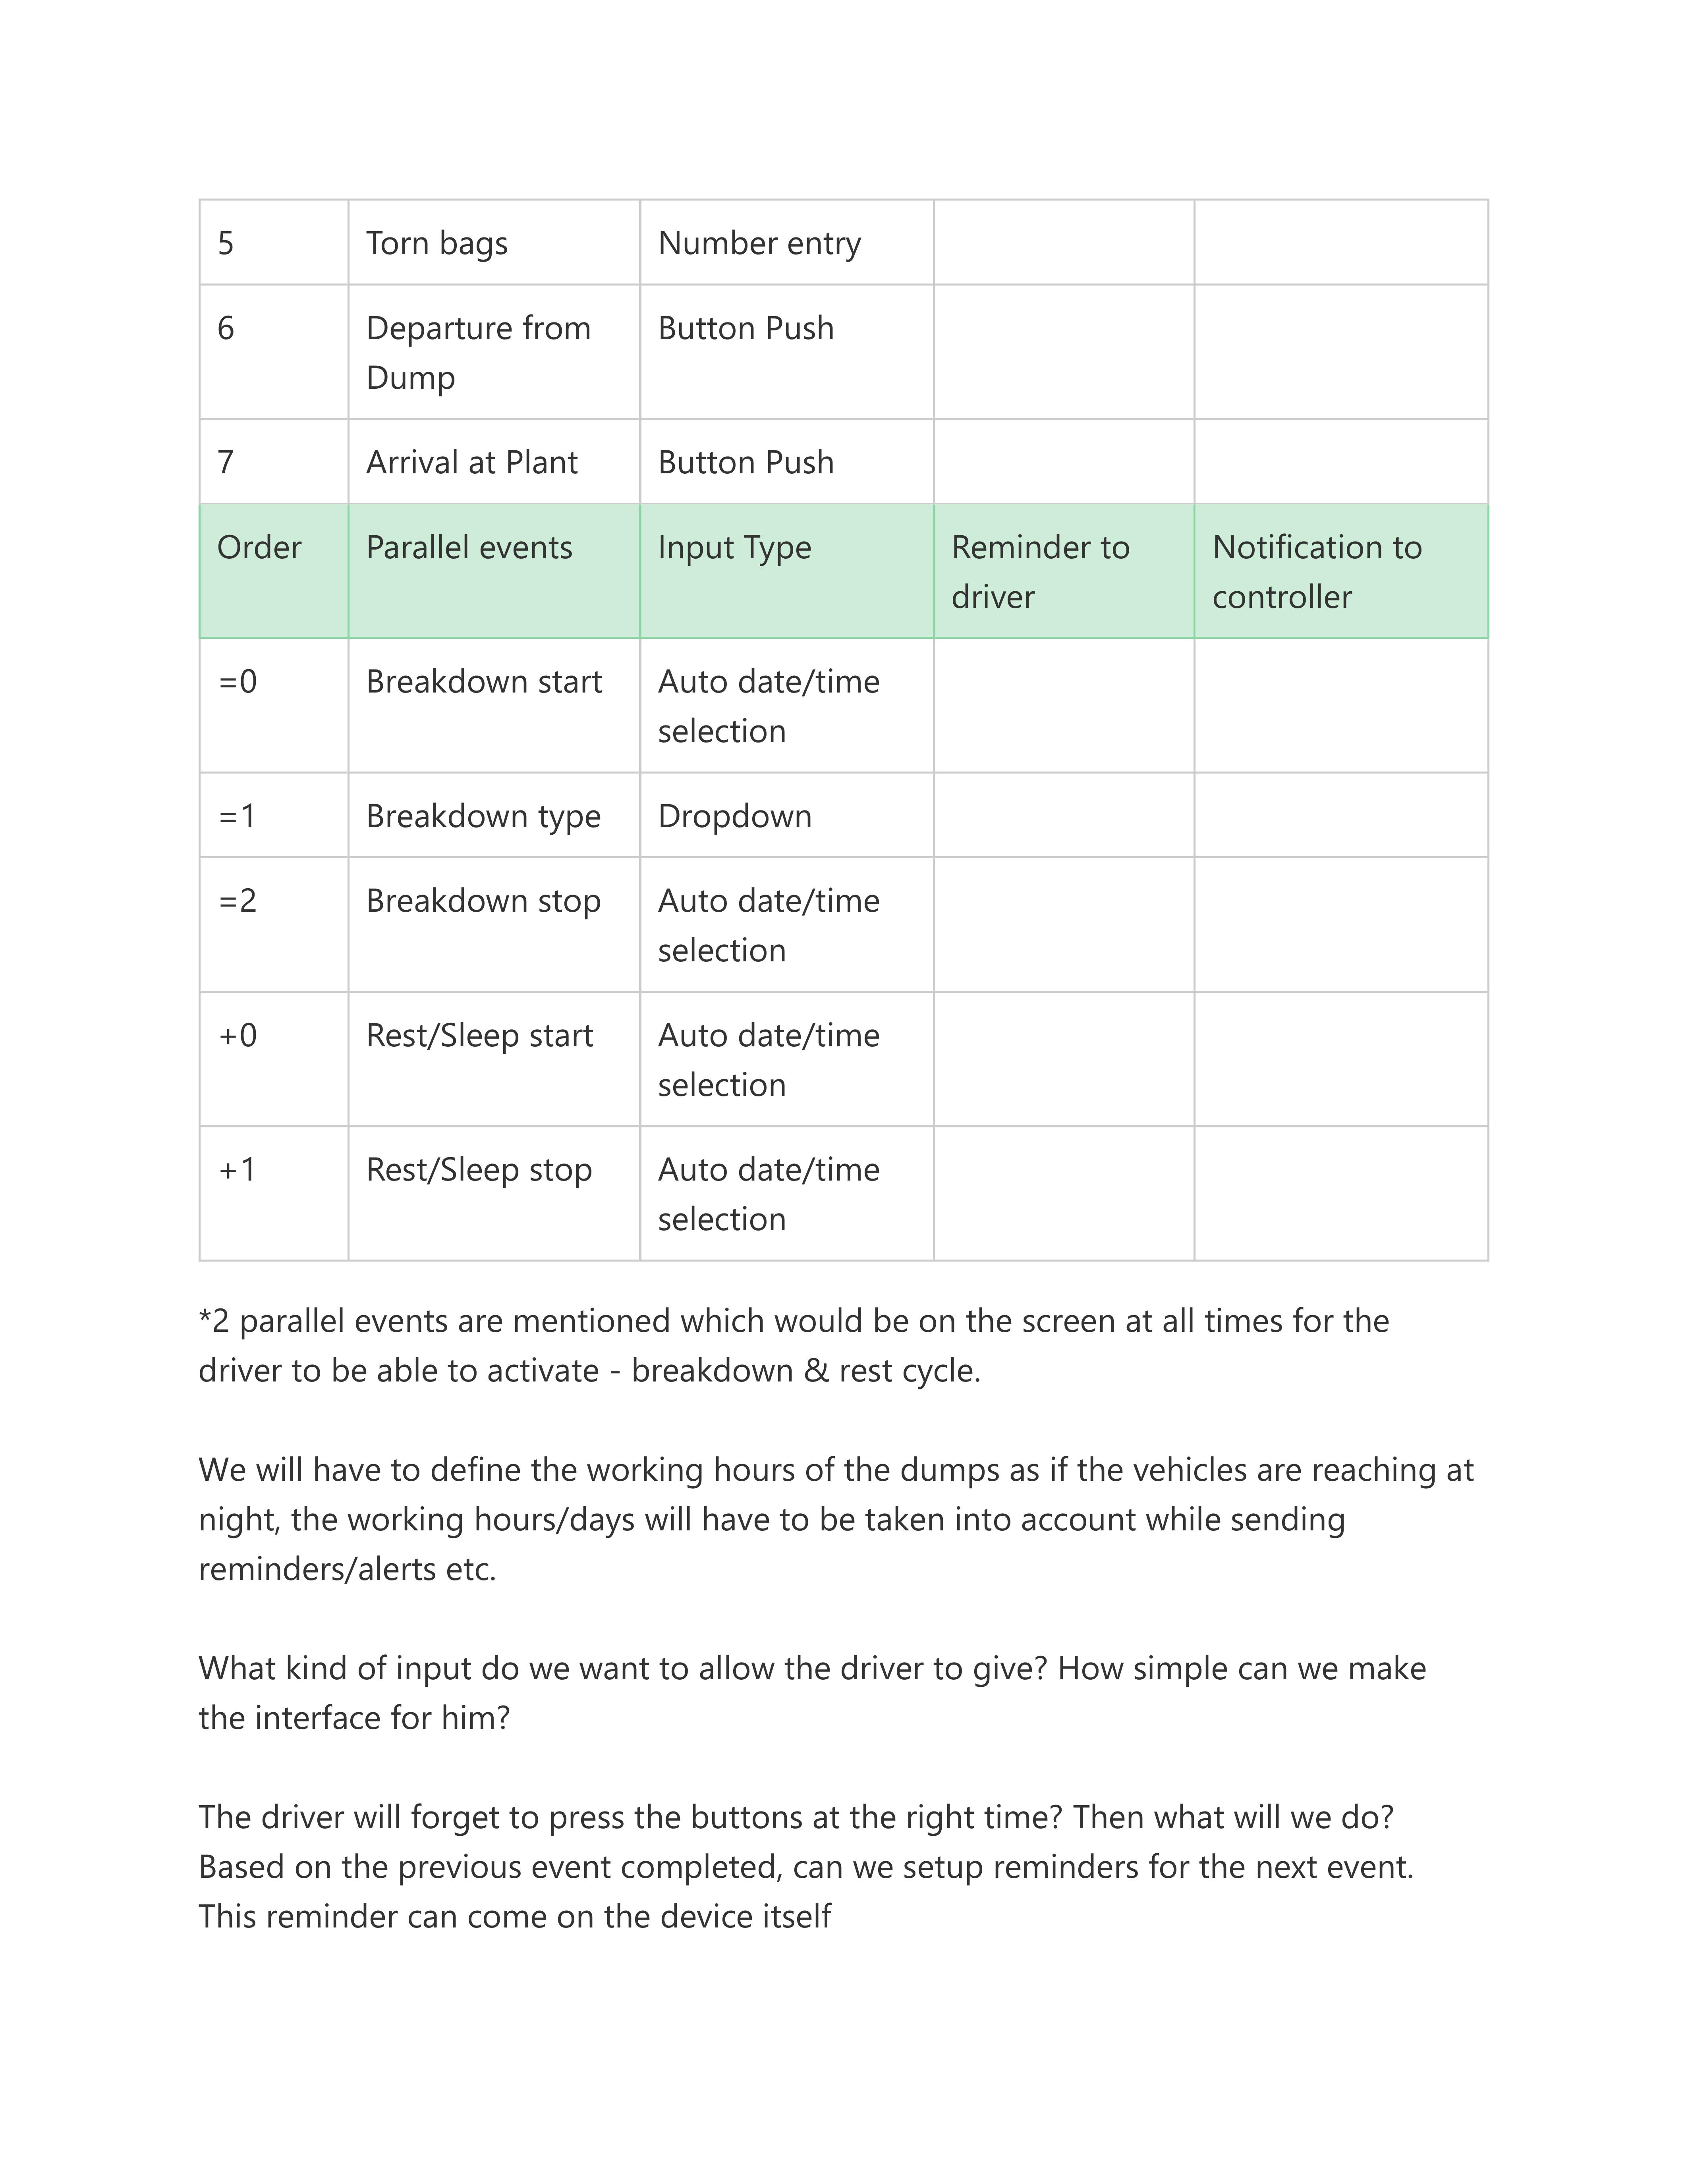 5 Torn bags Number entry
6 Departure from Button Push
Dump
7 Arrival at Plant Button Push
Order Parallel events Input Type Reminder to Notification to
driver controller
=0 Breakdown start Auto date/time
selection
=1 Breakdown type Dropdown
=2 Breakdown stop Auto date/time
selection
+0 Rest/Sleep start Auto date/time
selection
+1 Rest/Sleep stop Auto date/time
selection
*2 parallel events are mentioned which would be on the screen at all times for the
driver to be able to activate - breakdown & rest cycle.
We will have to define the working hours of the dumps as if the vehicles are reaching at
night, the working hours/days will have to be taken into account while sending
reminders/alerts etc.
What kind of input do we want to allow the driver to give? How simple can we make
the interface for him?
The driver will forget to press the buttons at the right time? Then what will we do?
Based on the previous event completed, can we setup reminders for the next event.
This reminder can come on the device itself